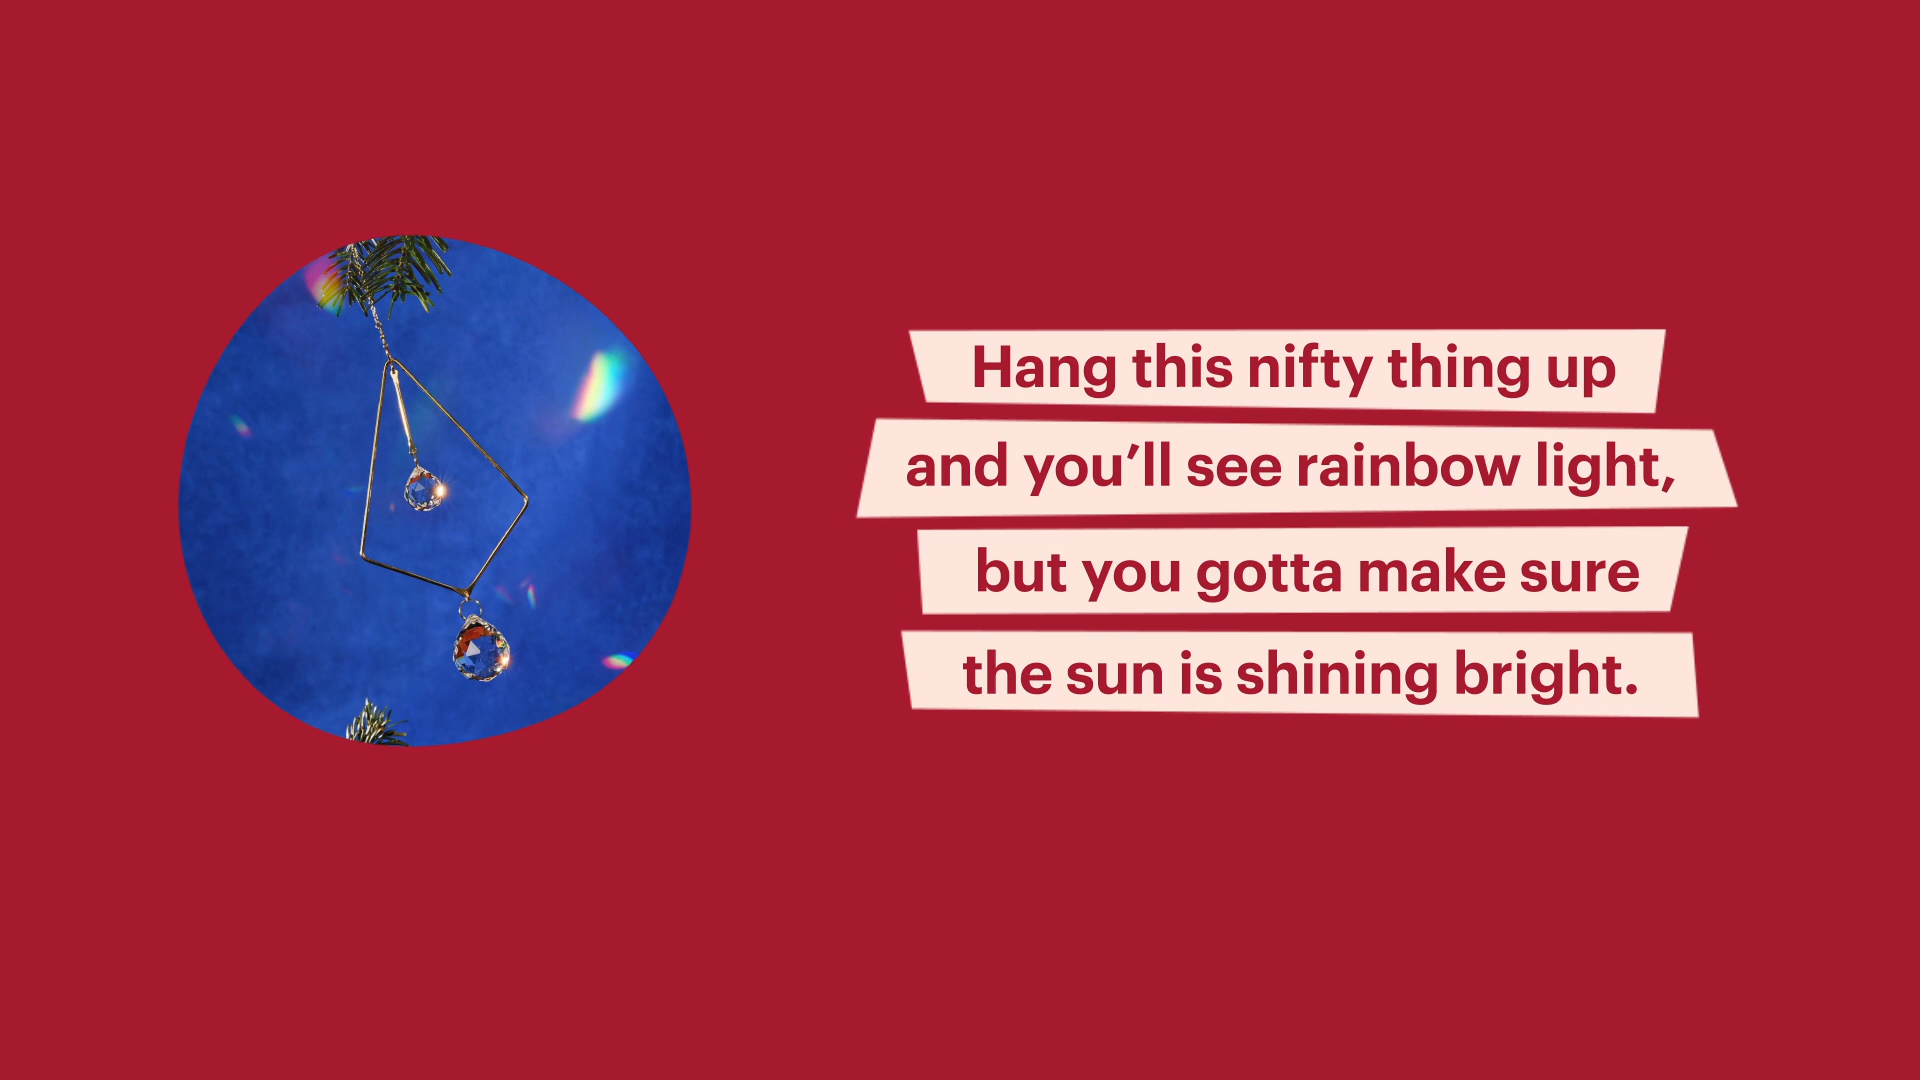 Hang this nifty thing up
and you’ll see rainbow light,
but you gotta make sure
the sun is shining bright.